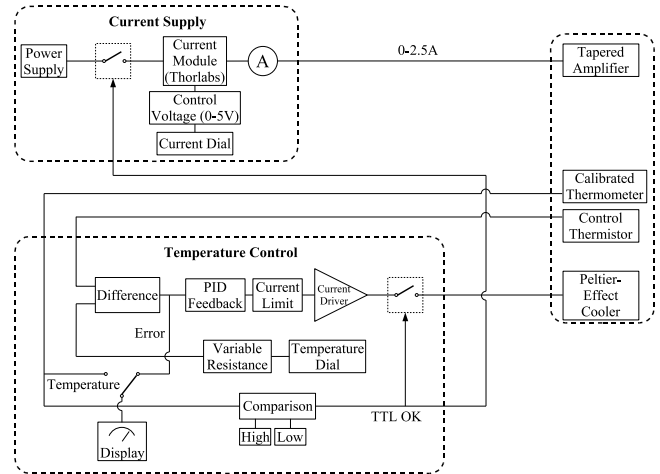 Current Supply
Power
Supply
Current
Module
(Thorlabs)
A
0-2.5A
Tapered
Amplifier
Control
Voltage (0-5V)
Current Dial
Calibrated
Thermometer
Control
Thermistor
Temperature Control
Difference
PID
Feedback
Current
Limit
Current
Driver
Peltier-
Effect
Cooler
Error
Variable
Resistance
Temperature
Dial
Temperature
Comparison
TTL OK
High
Low
Display